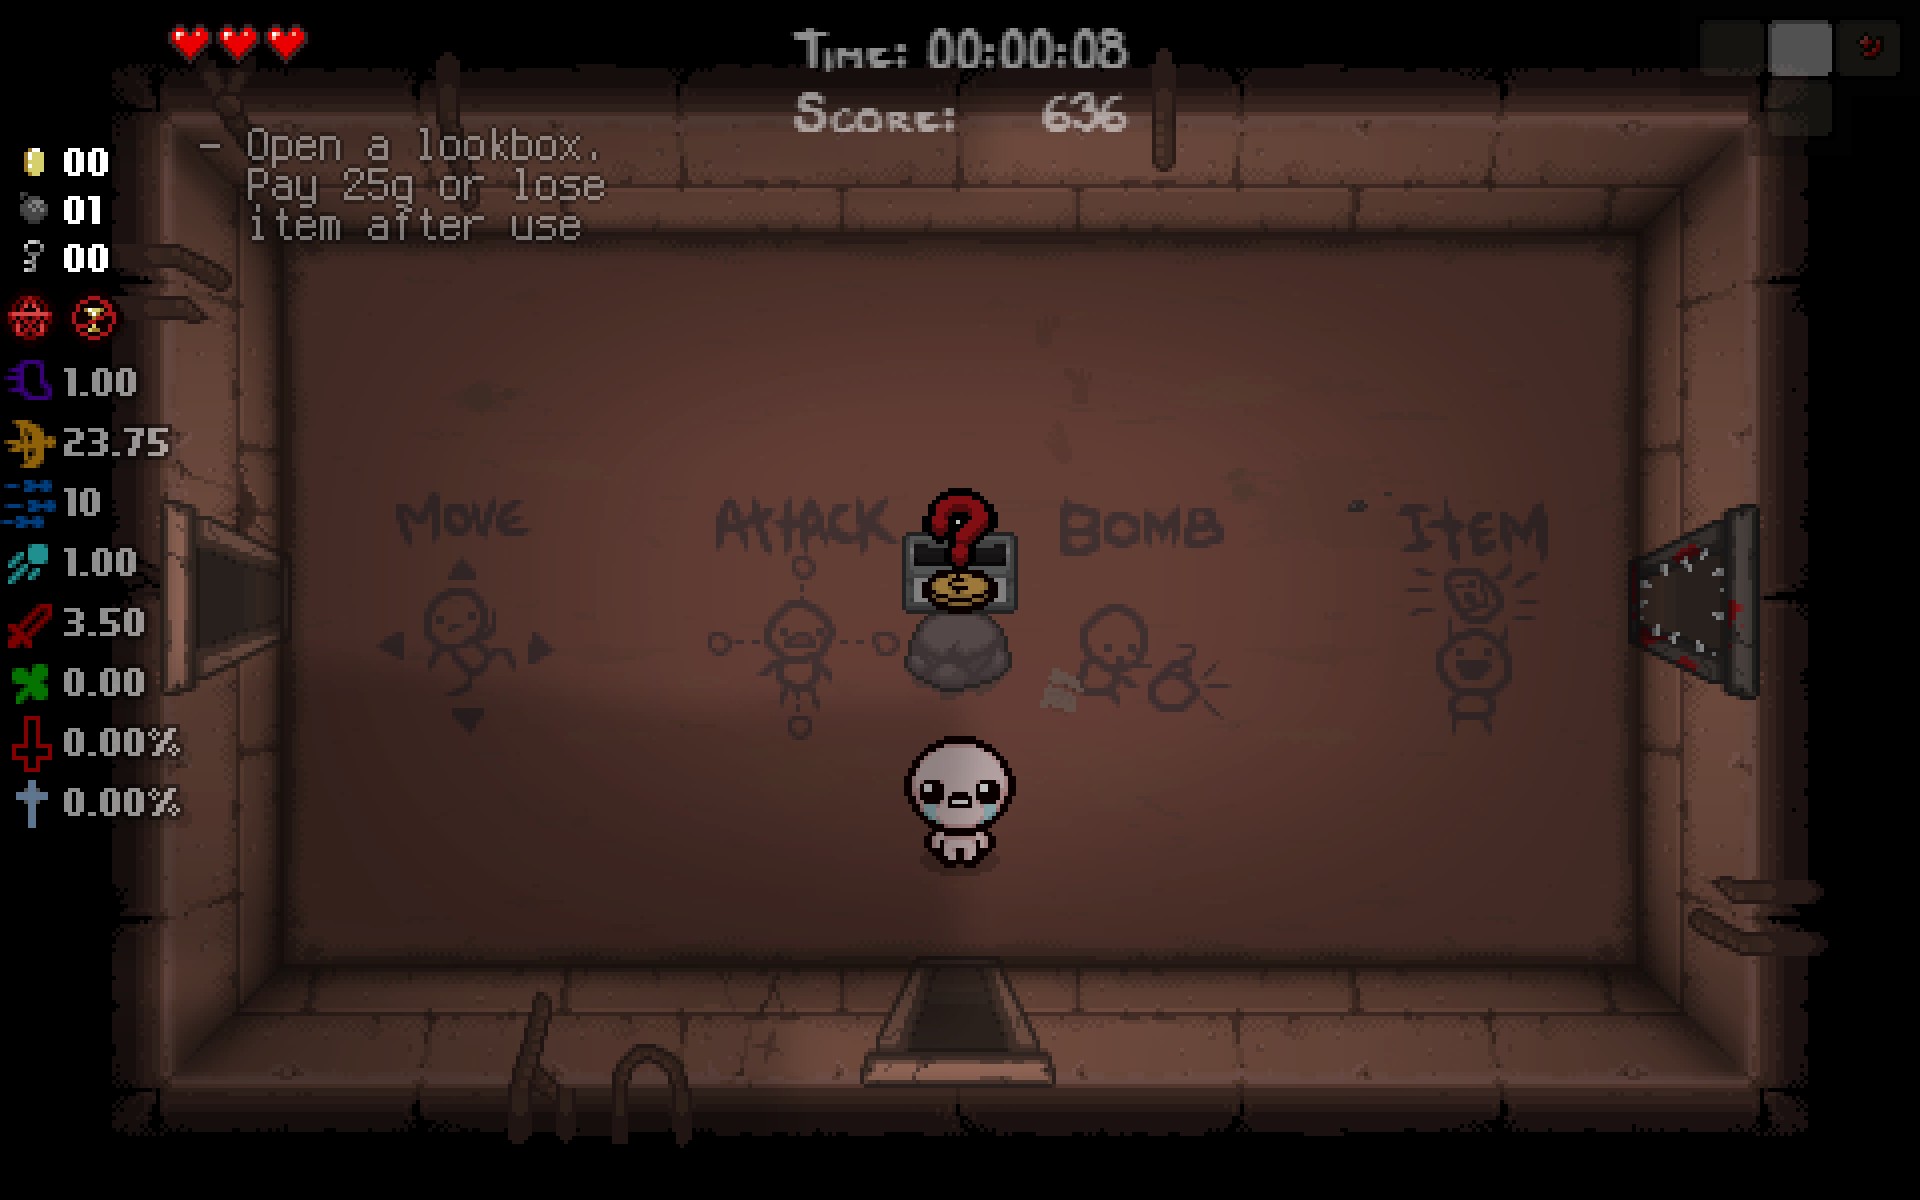 TIME: 00:00:08
SCORE: 636
- Open a lookbox.
Pay 25g or lose
item after use
00
01
00
1.00
23.75
10
1.00
3.50
0.00
0.00%
0.00%
MOVE
ATTACK
BOMB
ITEM
?